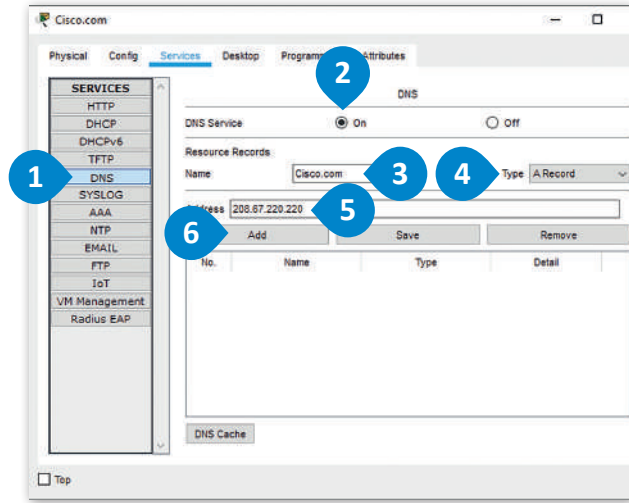 Cisco.com
Physical Config Services Desktop Attributes
2
SERVICES
HTTP
DHCP
DHCPv6
TFTP
DNS
SYSLOG
AAA
NTP
EMAIL
FTP
IoT
VM Management
Radius EAP
1
DNS
DNS Service On Off
Resource Records
Name Cisco.com 3 4 Type A Record
208.67.220.220 5
6 Add Save Remove
No. Name Type Detail
DNS Cache
Top